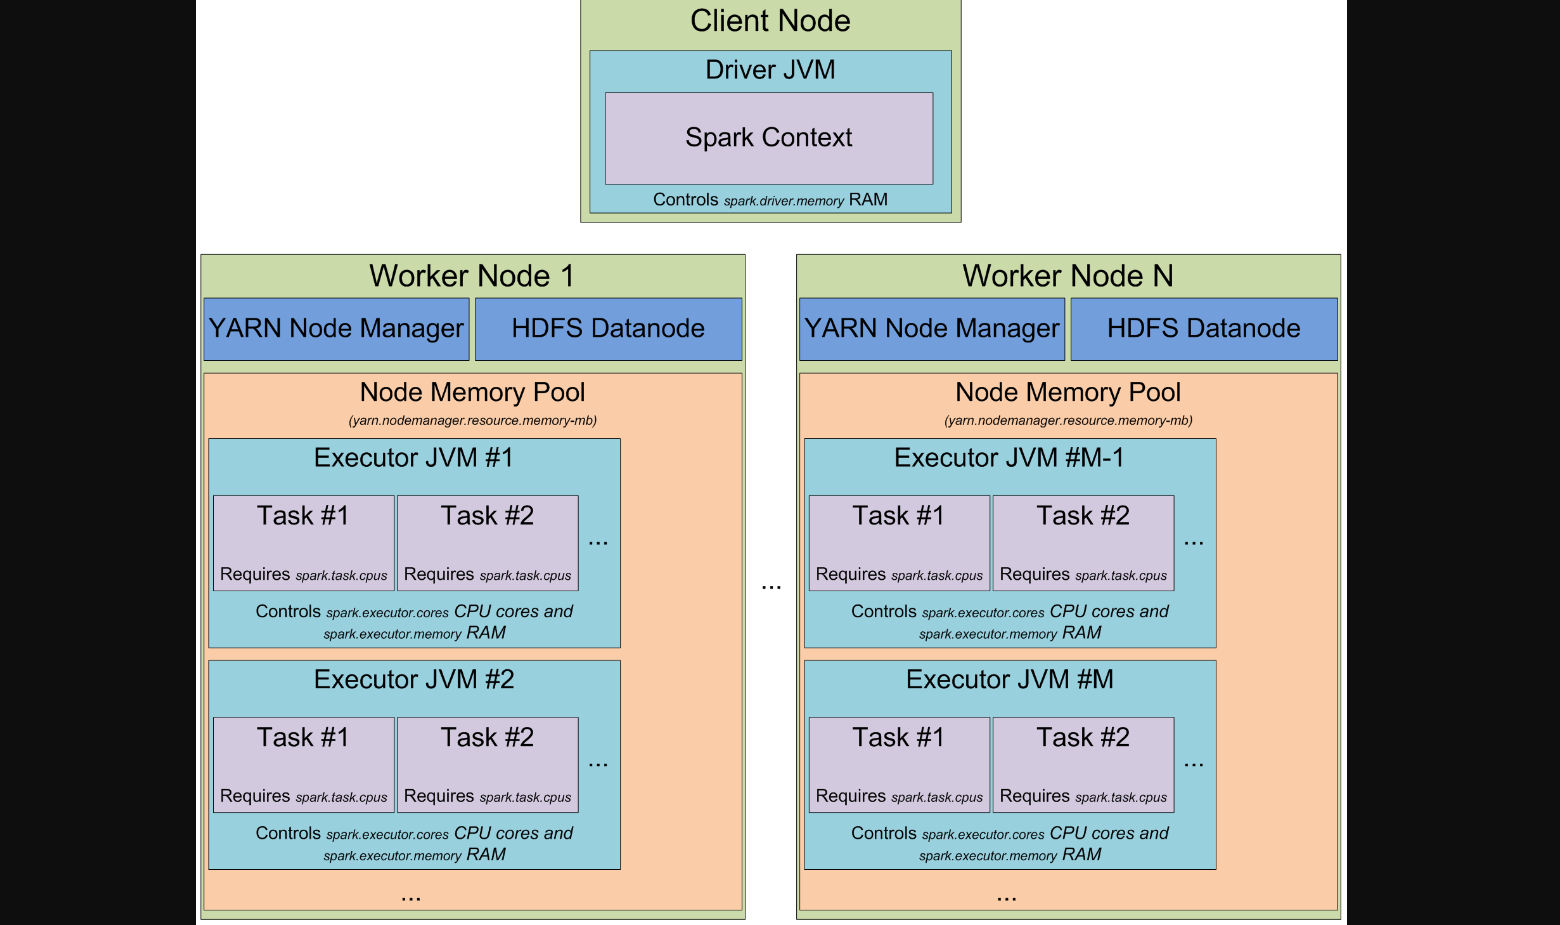 Client Node
Driver JVM
Spark Context
Controls spark.driver.memory RAM
Worker Node 1
YARN Node Manager
HDFS Datanode
Node Memory Pool
(yarn.nodemanager.resource.memory-mb)
Executor JVM #1
Task #1
Requires spark.task.cpus
Task #2
Requires spark.task.cpus
...
Controls spark.executor.cores CPU cores and
spark.executor.memory RAM
Executor JVM #2
Task #1
Requires spark.task.cpus
Task #2
Requires spark.task.cpus
...
Controls spark.executor.cores CPU cores and
spark.executor.memory RAM
...
...
Worker Node N
YARN Node Manager
HDFS Datanode
Node Memory Pool
(yarn.nodemanager.resource.memory-mb)
Executor JVM #M-1
Task #1
Requires spark.task.cpus
Task #2
Requires spark.task.cpus
...
Controls spark.executor.cores CPU cores and
spark.executor.memory RAM
Executor JVM #M
Task #1
Requires spark.task.cpus
Task #2
Requires spark.task.cpus
...
Controls spark.executor.cores CPU cores and
spark.executor.memory RAM
...